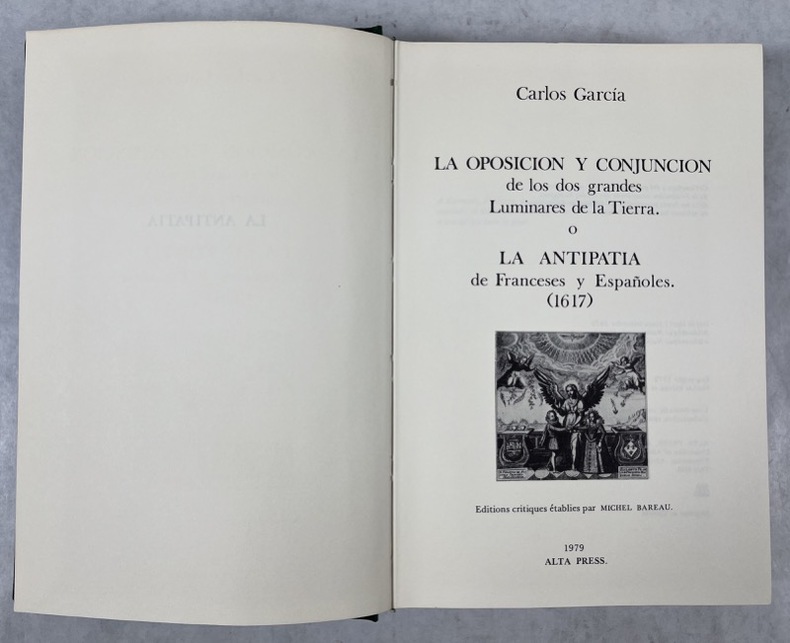 Carlos García
LA OPOSICION Y CONJUNCION
de los dos grandes
Luminares de la Tierra.
o
LA ANTIPATIA
de Franceses y Españoles.
(1617)
Editions critiques établies par MICHEL BAREAU.
1979
ALTA PRESS.